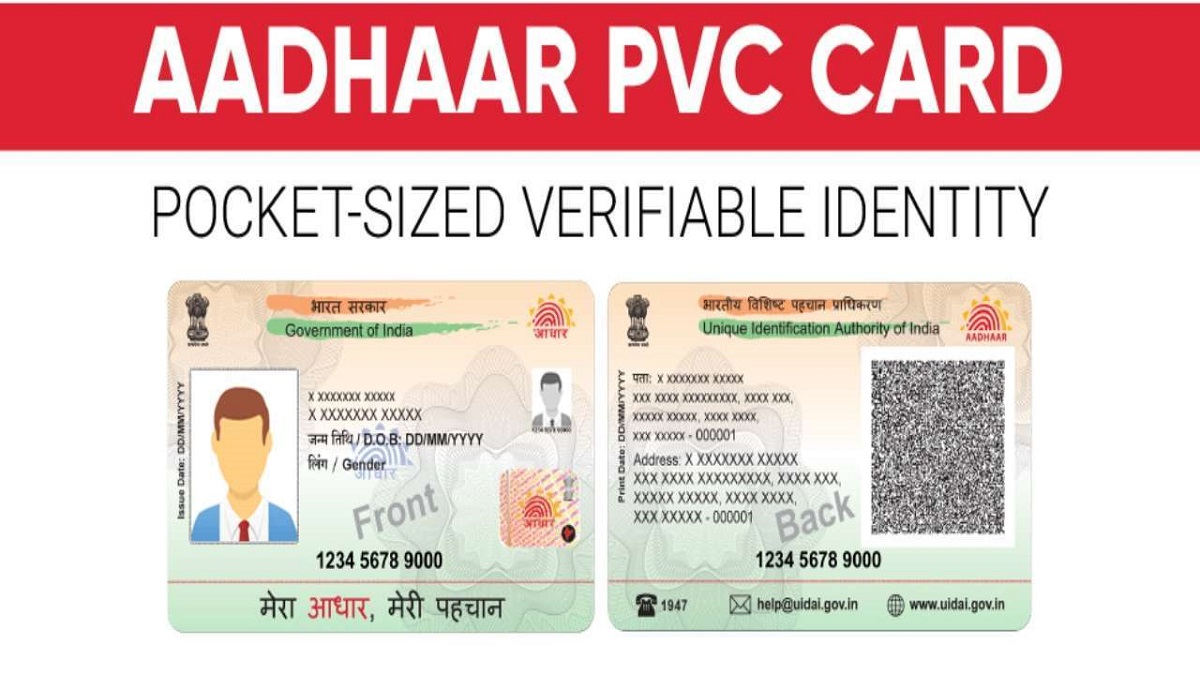 AADHAAR PVC CARD
POCKET-SIZED VERIFIABLE IDENTITY
भारत सरकार
Government of India
आधार
Issue Date: DD/MM/YYYY
X XXXXXXX XXXXX
X XXXXXXX XXXXX
जन्म तिथि / D.O.B: DD/MM/YYYY
लिंग / Gender
आधार
Front
आधार
1234 5678 9000
मेरा आधार, मेरी पहचान
भारतीय विशिष्ट पहचान प्राधिकरण
Unique Identification Authority of India
AADHAAR
Print Date: DD/MM/YYYY
पता: X XXXXXXX XXXXX
XXX XXXX XXXXXXXXX, XXXX XXX,
XXXXX XXXXX, XXXX XXXX,
XXX XXXXX - 000001
Address: X XXXXXXX XXXXX
XXX XXXX XXXXXXXXX, XXXX XXX,
XXXXX XXXXX, XXXX XXXX,
XXX XXXXX - 000001
Back
1234 5678 9000
1947
help@uidai.gov.in
www.uidai.gov.in